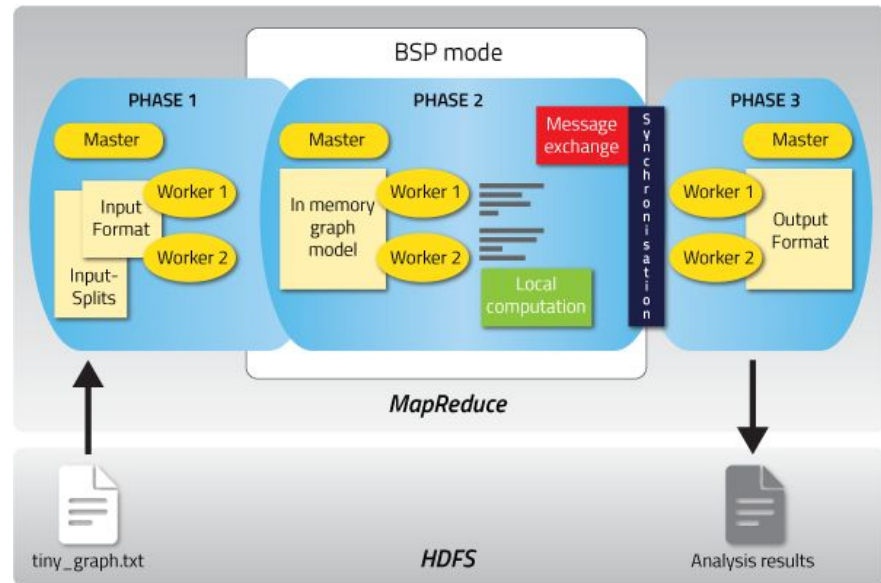 BSP mode
PHASE 1
Master
Worker 1
Input
Format
Worker 2
Input-
Splits
PHASE 2
Master
Worker 1
In memory
graph
model
Worker 2
Message
exchange
Local
computation
Synchronisation
PHASE 3
Master
Worker 1
Output
Format
Worker 2
MapReduce
tiny_graph.txt
HDFS
Analysis results